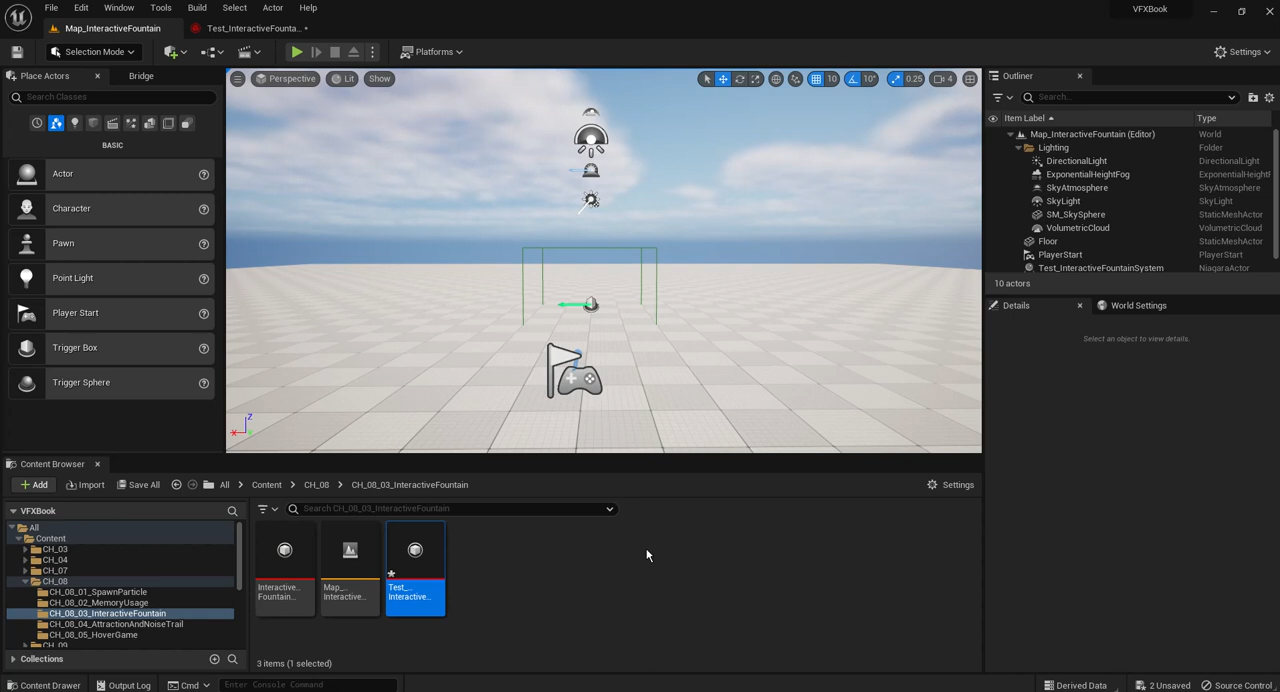 File Edit Window Tools Build Select Actor Help
VFXBook
Map_InteractiveFountain
Test_InteractiveFounta... •
Selection Mode
Platforms
Settings
Place Actors
Bridge
Search Classes
BASIC
Actor
Character
Pawn
Point Light
Player Start
Trigger Box
Trigger Sphere
Perspective
Lit
Show
10
10°
0.25
4
Z
X
Outliner
Search...
Item Label
Type
Map_InteractiveFountain (Editor) World
Lighting Folder
DirectionalLight DirectionalLight
ExponentialHeightFog ExponentialHeightF
SkyAtmosphere SkyAtmosphere
SkyLight SkyLight
SM_SkySphere StaticMeshActor
VolumetricCloud VolumetricCloud
Floor StaticMeshActor
PlayerStart PlayerStart
Test_InteractiveFountainSystem NiagaraActor
10 actors
Details
World Settings
Select an object to view details.
Content Browser
Add
Import
Save All
All
Content
CH_08
CH_08_03_InteractiveFountain
Settings
VFXBook
Search CH_08_03_InteractiveFountain
All
Content
CH_03
CH_04
CH_07
CH_08
CH_08_01_SpawnParticle
CH_08_02_MemoryUsage
CH_08_03_InteractiveFountain
CH_08_04_AttractionAndNoiseTrail
CH_08_05_HoverGame
CH_09
Interactive...
Fountain...
Map_...
Interactive...
Test_...
Interactive...
Collections
3 items (1 selected)
Content Drawer
Output Log
Cmd
Enter Console Command
Derived Data
2 Unsaved
Source Control